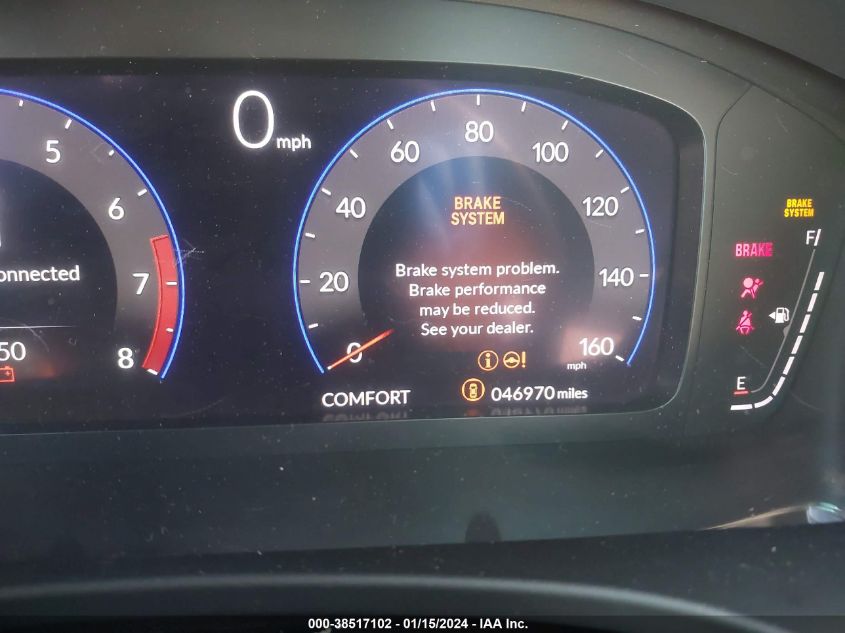 0 mph
5
6
7
8
onnected
50
20
40
60
80
100
120
140
160
mph
0
BRAKE
SYSTEM
Brake system problem.
Brake performance
may be reduced.
See your dealer.
COMFORT
046970 miles
BRAKE
SYSTEM
F/
BRAKE
E
000-38517102 - 01/15/2024 - IAA Inc.